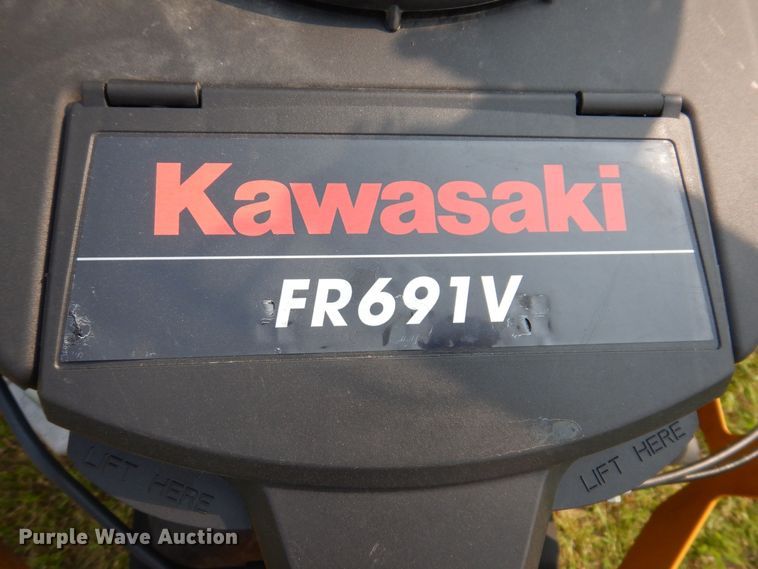 Kawasaki
FR691V
LIFT HERE
LIFT HERE
Purple Wave Auction